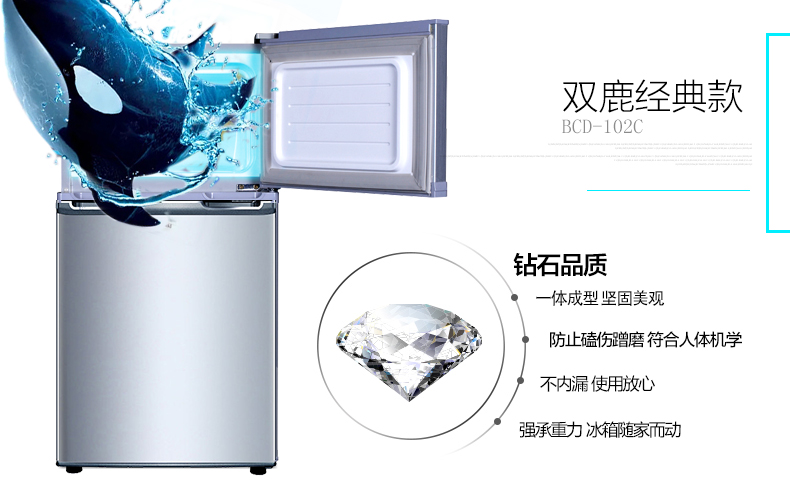 双鹿经典款
BCD-102C
钻石品质
一体成型 坚固美观
防止磕伤蹭磨 符合人体机学
不内漏 使用放心
强承重力 冰箱随家而动